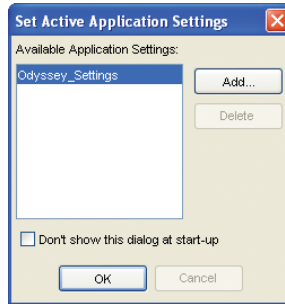 Set Active Application Settings
Available Application Settings:
Odyssey_Settings
Add...
Delete
Don't show this dialog at start-up
OK
Cancel